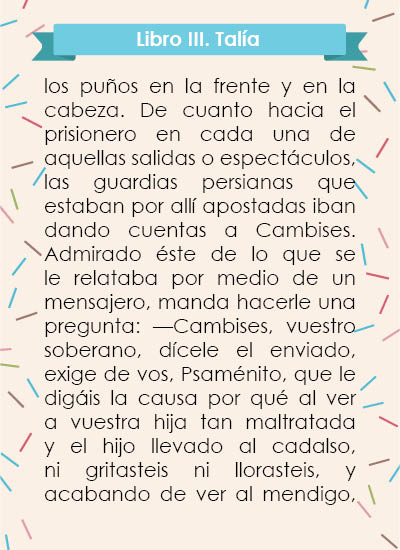 Libro III. Talía
los puños en la frente y en la
cabeza. De cuanto hacia el
prisionero en cada una de
aquellas salidas o espectáculos,
las guardias persianas que
estaban por allí apostadas iban
dando cuentas a Cambises.
Admirado éste de lo que se
le relataba por medio de un
mensajero, manda hacerle una
pregunta: —Cambises, vuestro
soberano, dícele el enviado,
exige de vos, Psaménito, que le
digáis la causa por qué al ver
a vuestra hija tan maltratada
y el hijo llevado al cadalso,
ni gritasteis ni llorasteis, y
acabando de ver al mendigo,